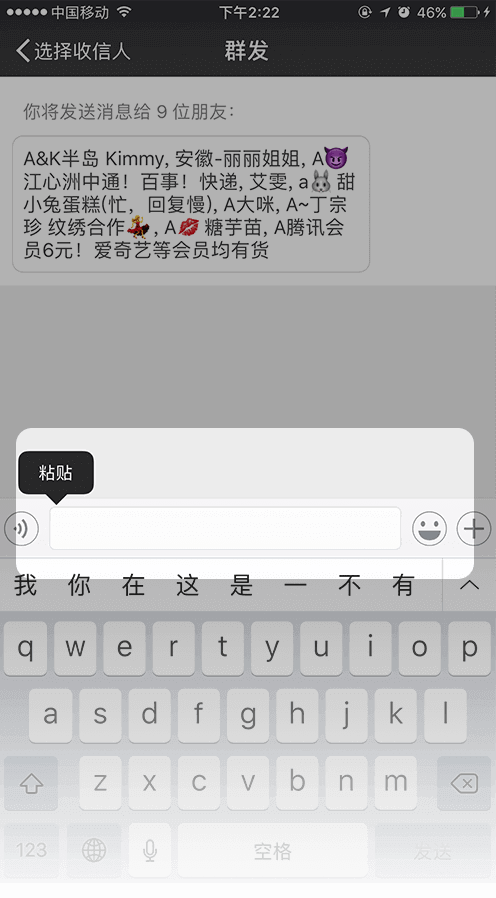 中国移动 下午2:22 46%
选择收信人 群发
你将发送消息给 9 位朋友：
A&K半岛 Kimmy, 安徽-丽丽姐姐, A😈
江心洲中通！百事！快递, 艾雯, a🐰 甜
小兔蛋糕(忙，回复慢), A大咪, A~丁宗
珍 纹绣合作💃, A💋 糖芋苗, A腾讯会
员6元！爱奇艺等会员均有货
粘贴
我 你 在 这 是 一 不 有
q w e r t y u i o p
a s d f g h j k l
z x c v b n m
123 空格 发送